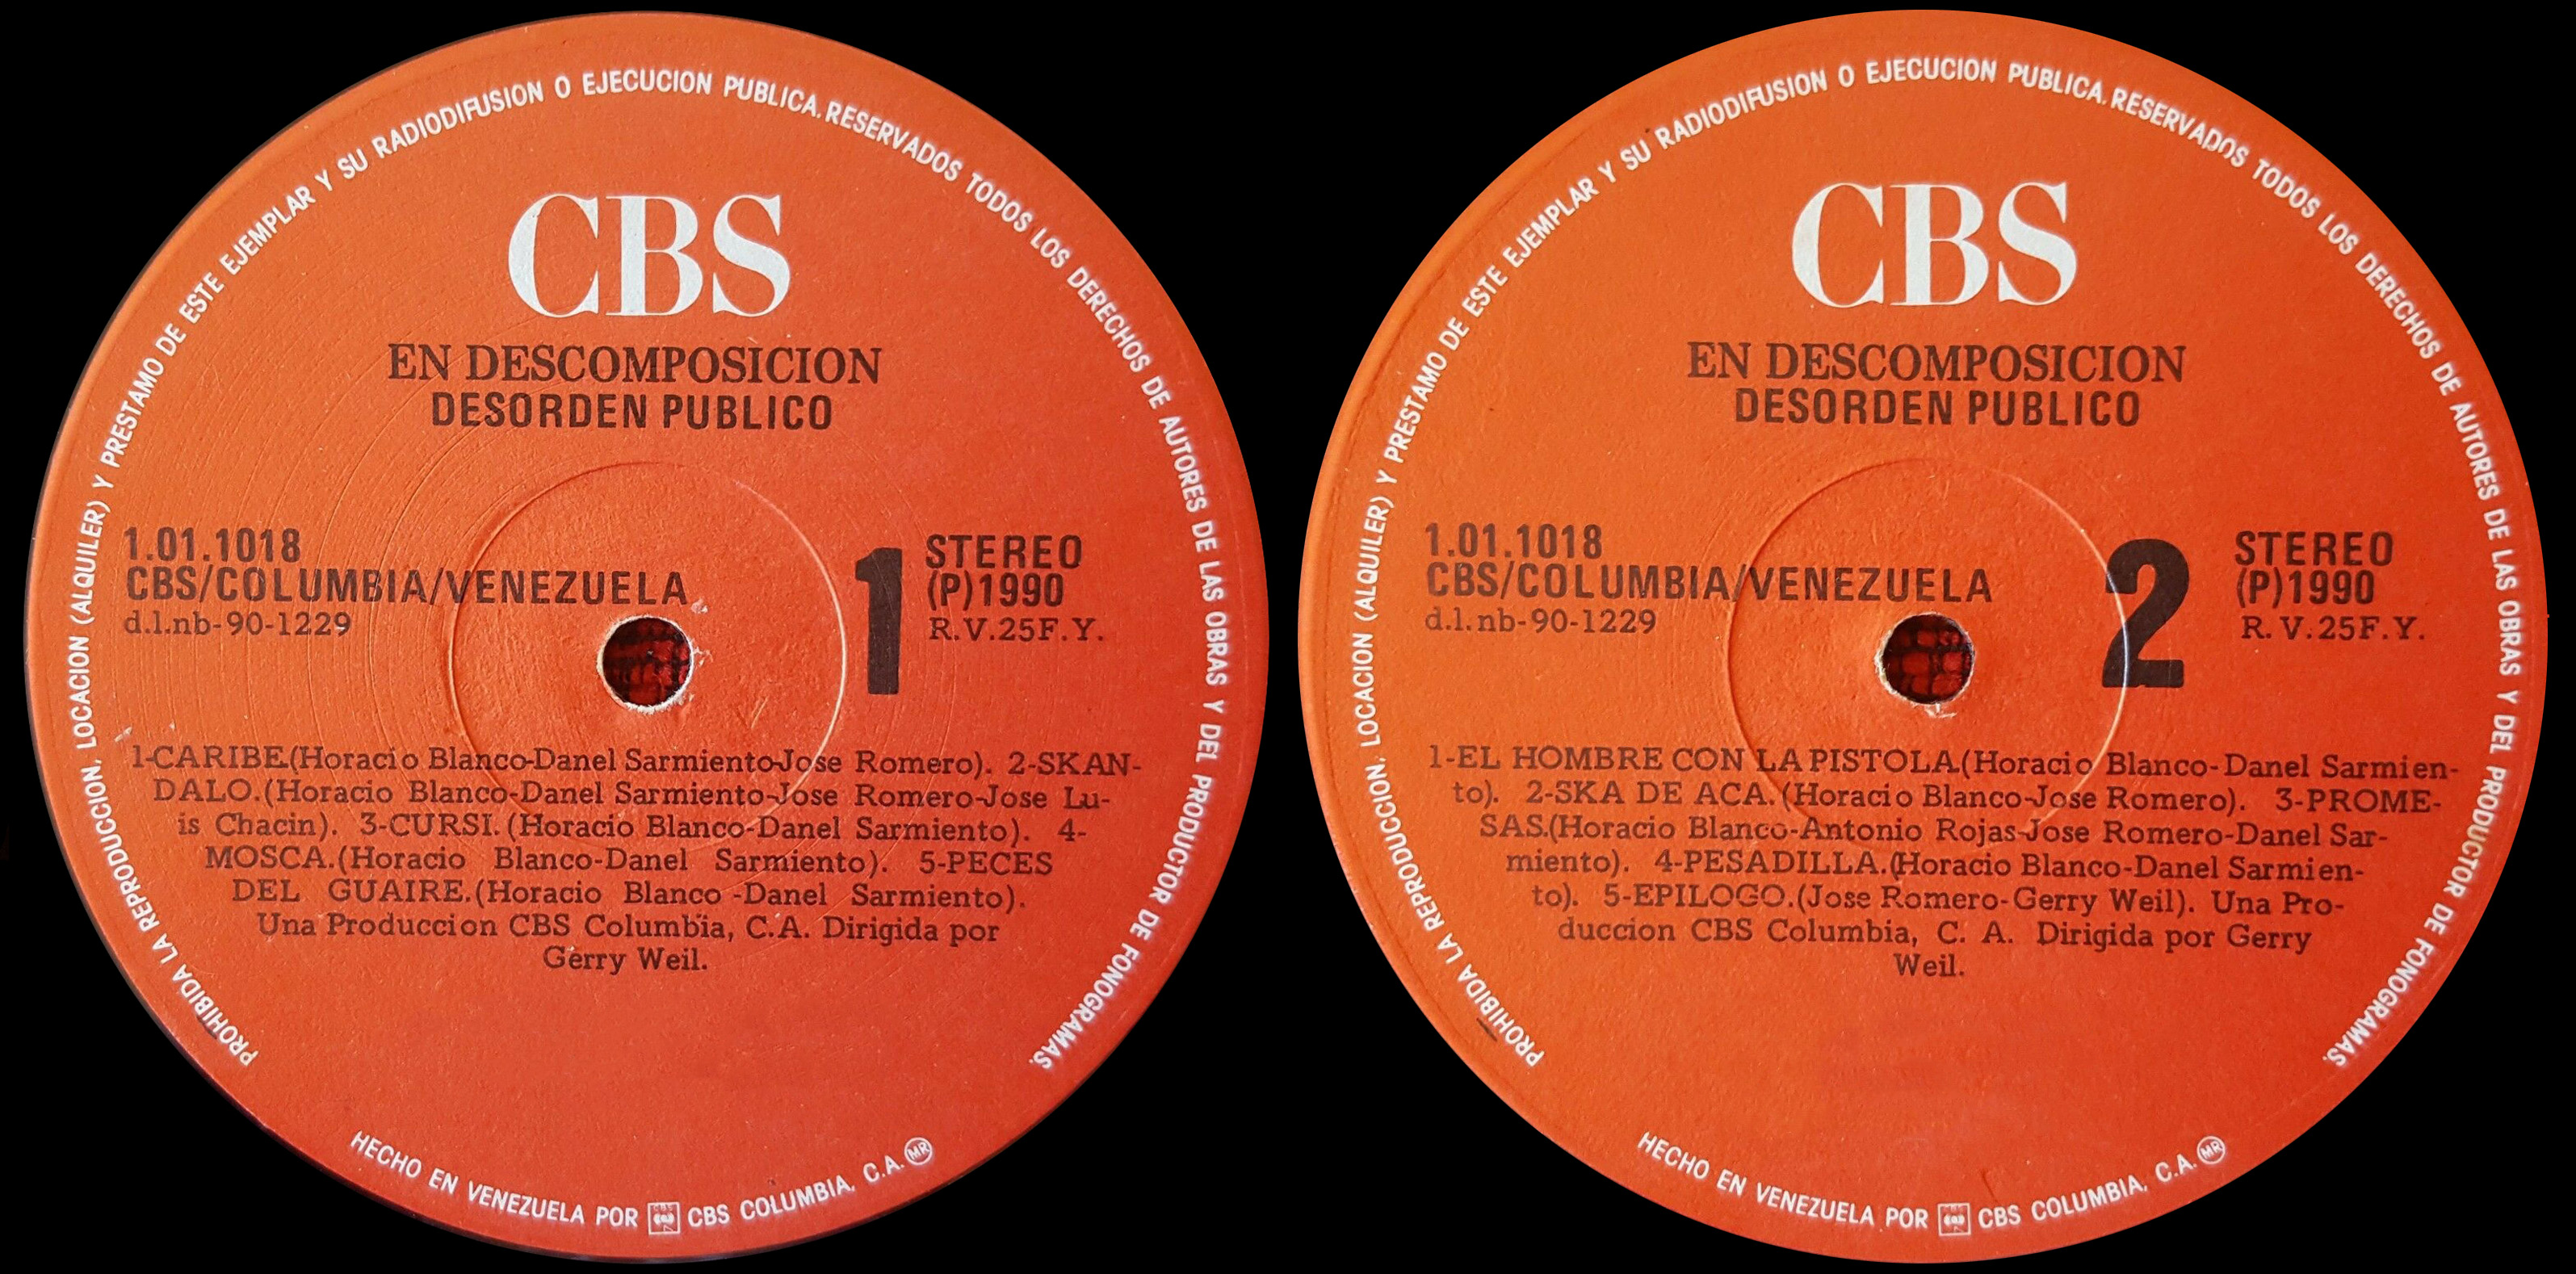 PROHIBIDA LA REPRODUCCION, LOCACION (ALQUILER) Y PRESTAMO DE ESTE EJEMPLAR Y SU RADIODIFUSION O EJECUCION PUBLICA. RESERVADOS TODOS LOS DERECHOS DE AUTORES DE LAS OBRAS Y DEL PRODUCTOR DE FONOGRAMAS.
CBS
EN DESCOMPOSICION
DESORDEN PUBLICO
1.01.1018
CBS/COLUMBIA/VENEZUELA
d.l.nb-90-1229
1
STEREO
(P)1990
R.V.25F.Y.
1-CARIBE.(Horacio Blanco-Danel Sarmiento-Jose Romero). 2-SKAN-
DALO.(Horacio Blanco-Danel Sarmiento-Jose Romero-Jose Lu-
is Chacin). 3-CURSI.(Horacio Blanco-Danel Sarmiento). 4-
MOSCA.(Horacio Blanco-Danel Sarmiento). 5-PECES
DEL GUAIRE.(Horacio Blanco -Danel Sarmiento).
Una Produccion CBS Columbia, C.A. Dirigida por
Gerry Weil.
HECHO EN VENEZUELA POR CBS COLUMBIA, C.A. MR
PROHIBIDA LA REPRODUCCION, LOCACION (ALQUILER) Y PRESTAMO DE ESTE EJEMPLAR Y SU RADIODIFUSION O EJECUCION PUBLICA. RESERVADOS TODOS LOS DERECHOS DE AUTORES DE LAS OBRAS Y DEL PRODUCTOR DE FONOGRAMAS.
CBS
EN DESCOMPOSICION
DESORDEN PUBLICO
1.01.1018
CBS/COLUMBIA/VENEZUELA
d.l.nb-90-1229
2
STEREO
(P)1990
R.V.25F.Y.
1-EL HOMBRE CON LA PISTOLA.(Horacio Blanco-Danel Sarmien-
to). 2-SKA DE ACA.(Horacio Blanco-Jose Romero). 3-PROME-
SAS.(Horacio Blanco-Antonio Rojas-Jose Romero-Danel Sar-
miento). 4-PESADILLA.(Horacio Blanco-Danel Sarmien-
to). 5-EPILOGO.(Jose Romero-Gerry Weil). Una Pro-
duccion CBS Columbia, C. A. Dirigida por Gerry
Weil.
HECHO EN VENEZUELA POR CBS COLUMBIA, C.A. MR